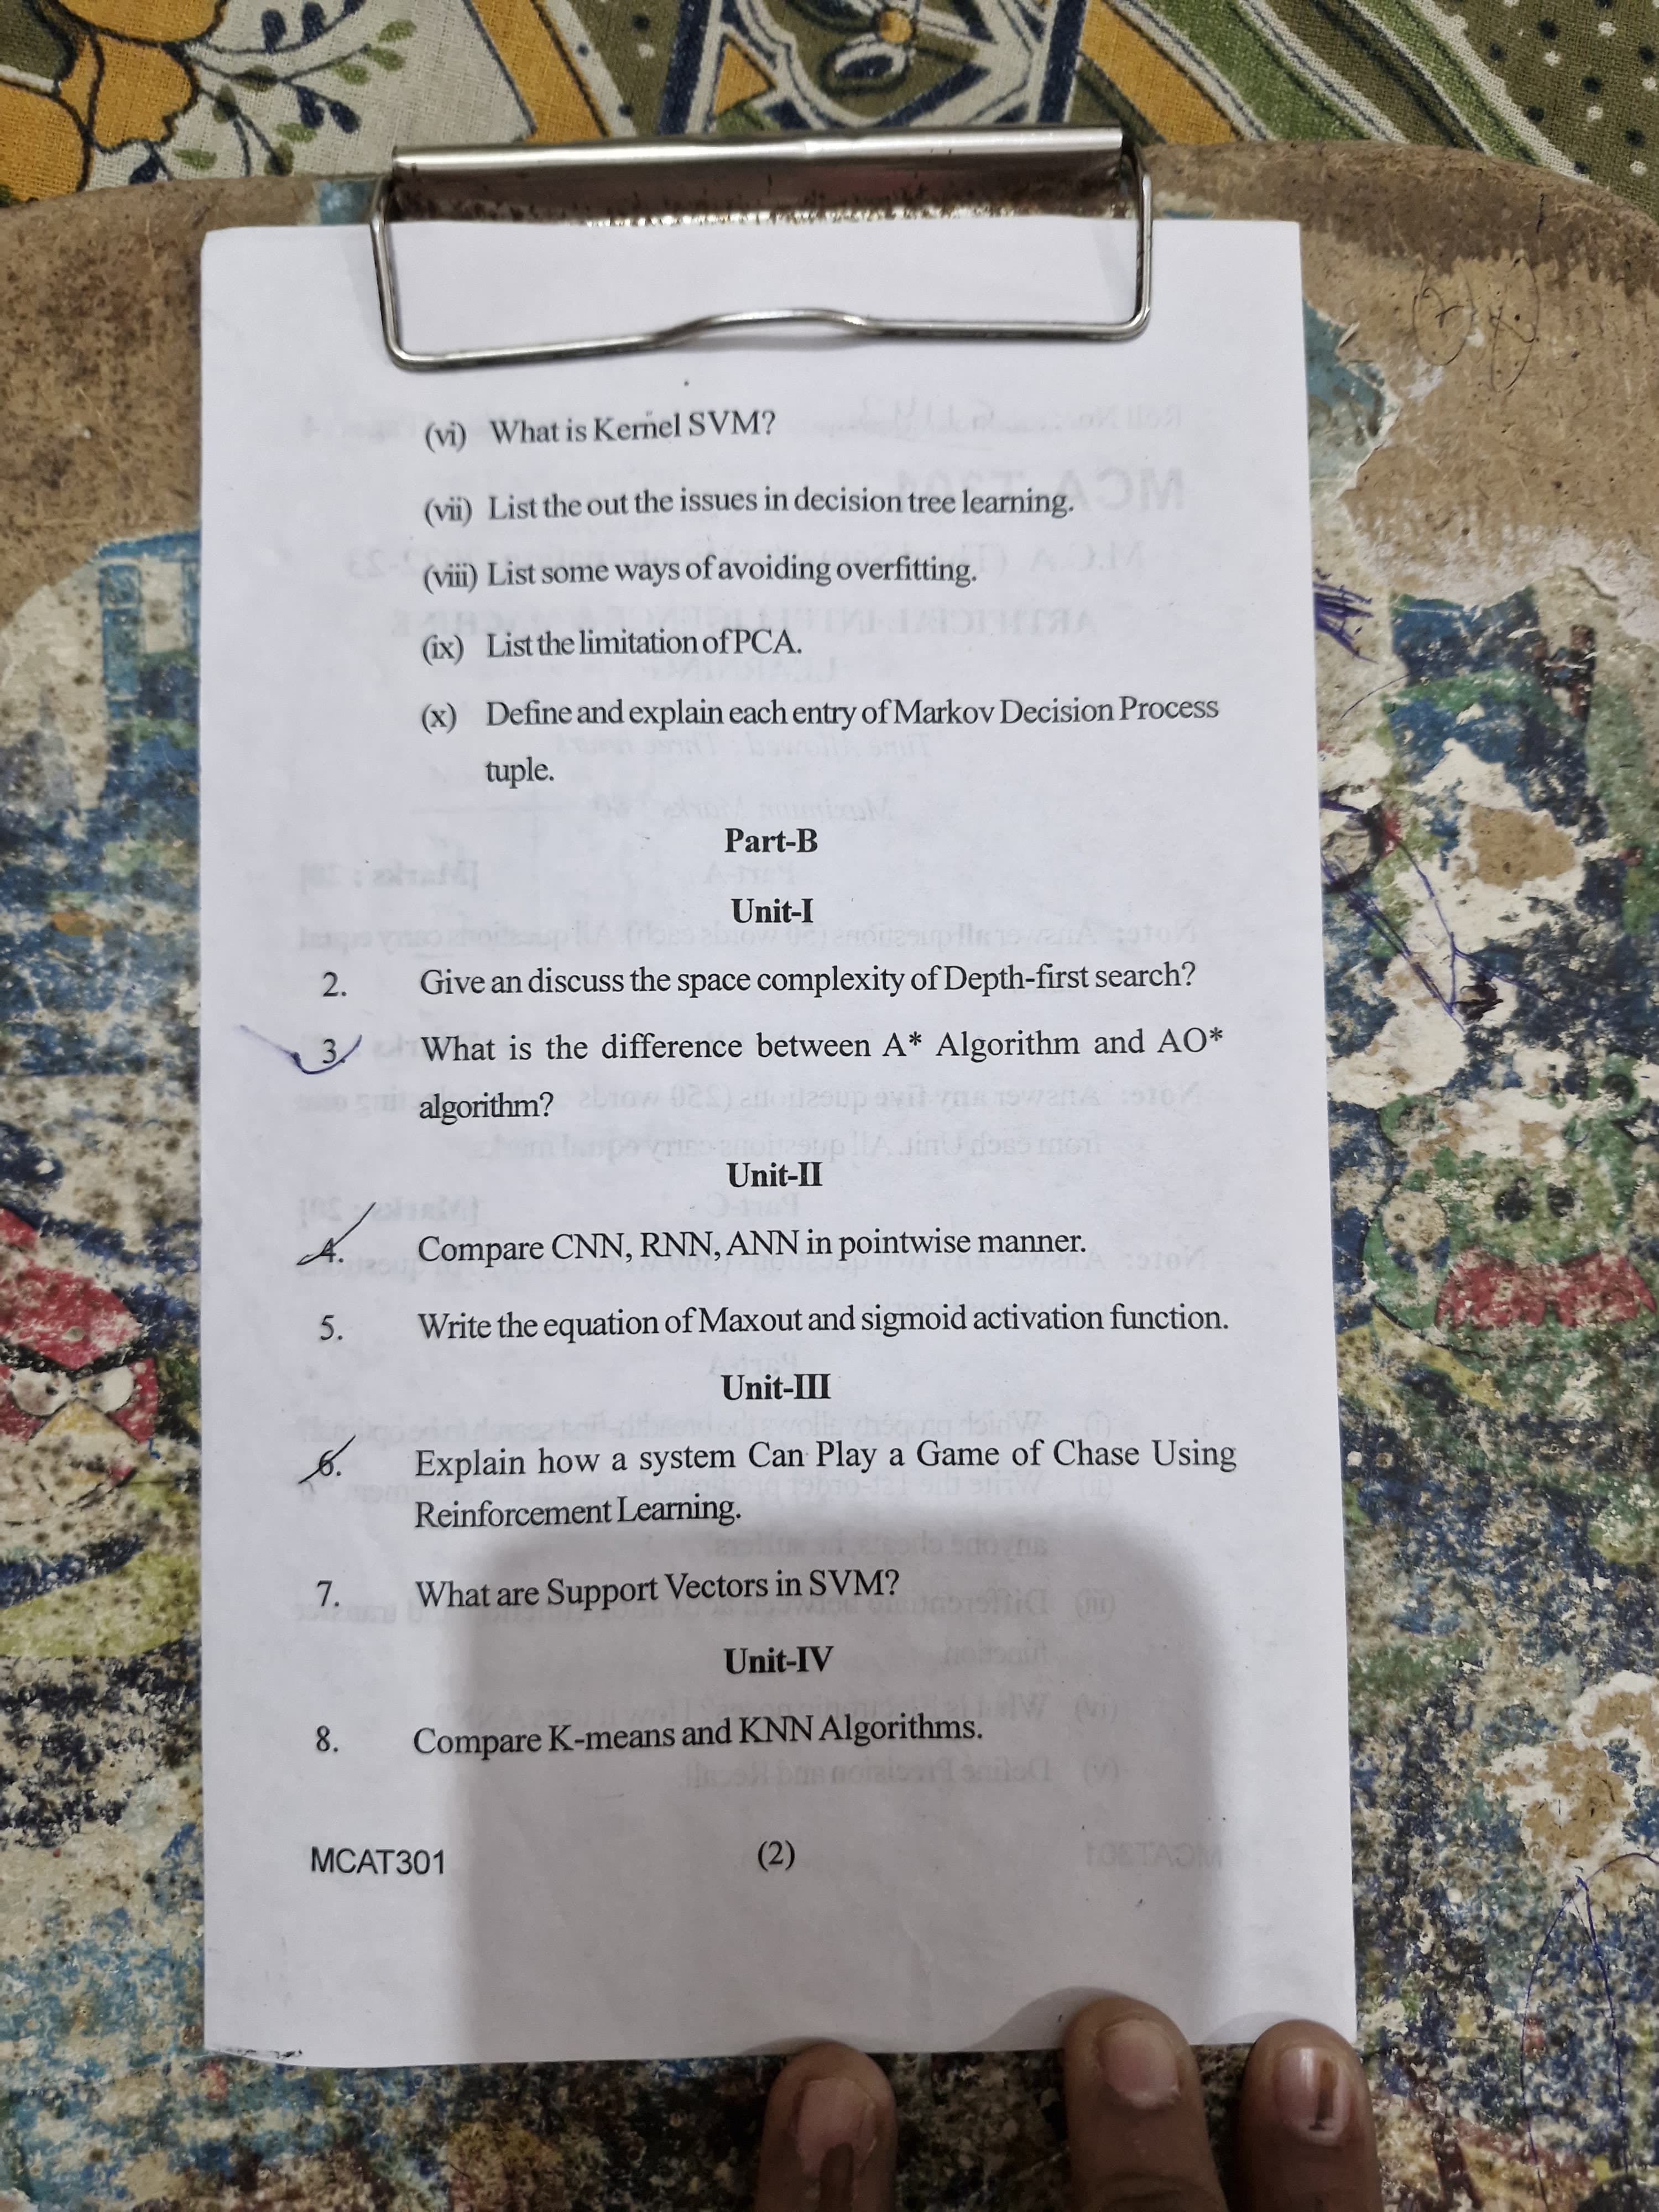 (vi) What is Kernel SVM?
(vii) List the out the issues in decision tree learning.
(viii) List some ways of avoiding overfitting.
(ix) List the limitation of PCA.
(x) Define and explain each entry of Markov Decision Process
tuple.
Part-B
Unit-I
2. Give an discuss the space complexity of Depth-first search?
3. What is the difference between A* Algorithm and AO*
algorithm?
Unit-II
4. Compare CNN, RNN, ANN in pointwise manner.
5. Write the equation of Maxout and sigmoid activation function.
Unit-III
6. Explain how a system Can Play a Game of Chase Using
Reinforcement Learning.
7. What are Support Vectors in SVM?
Unit-IV
8. Compare K-means and KNN Algorithms.
MCAT301 (2)